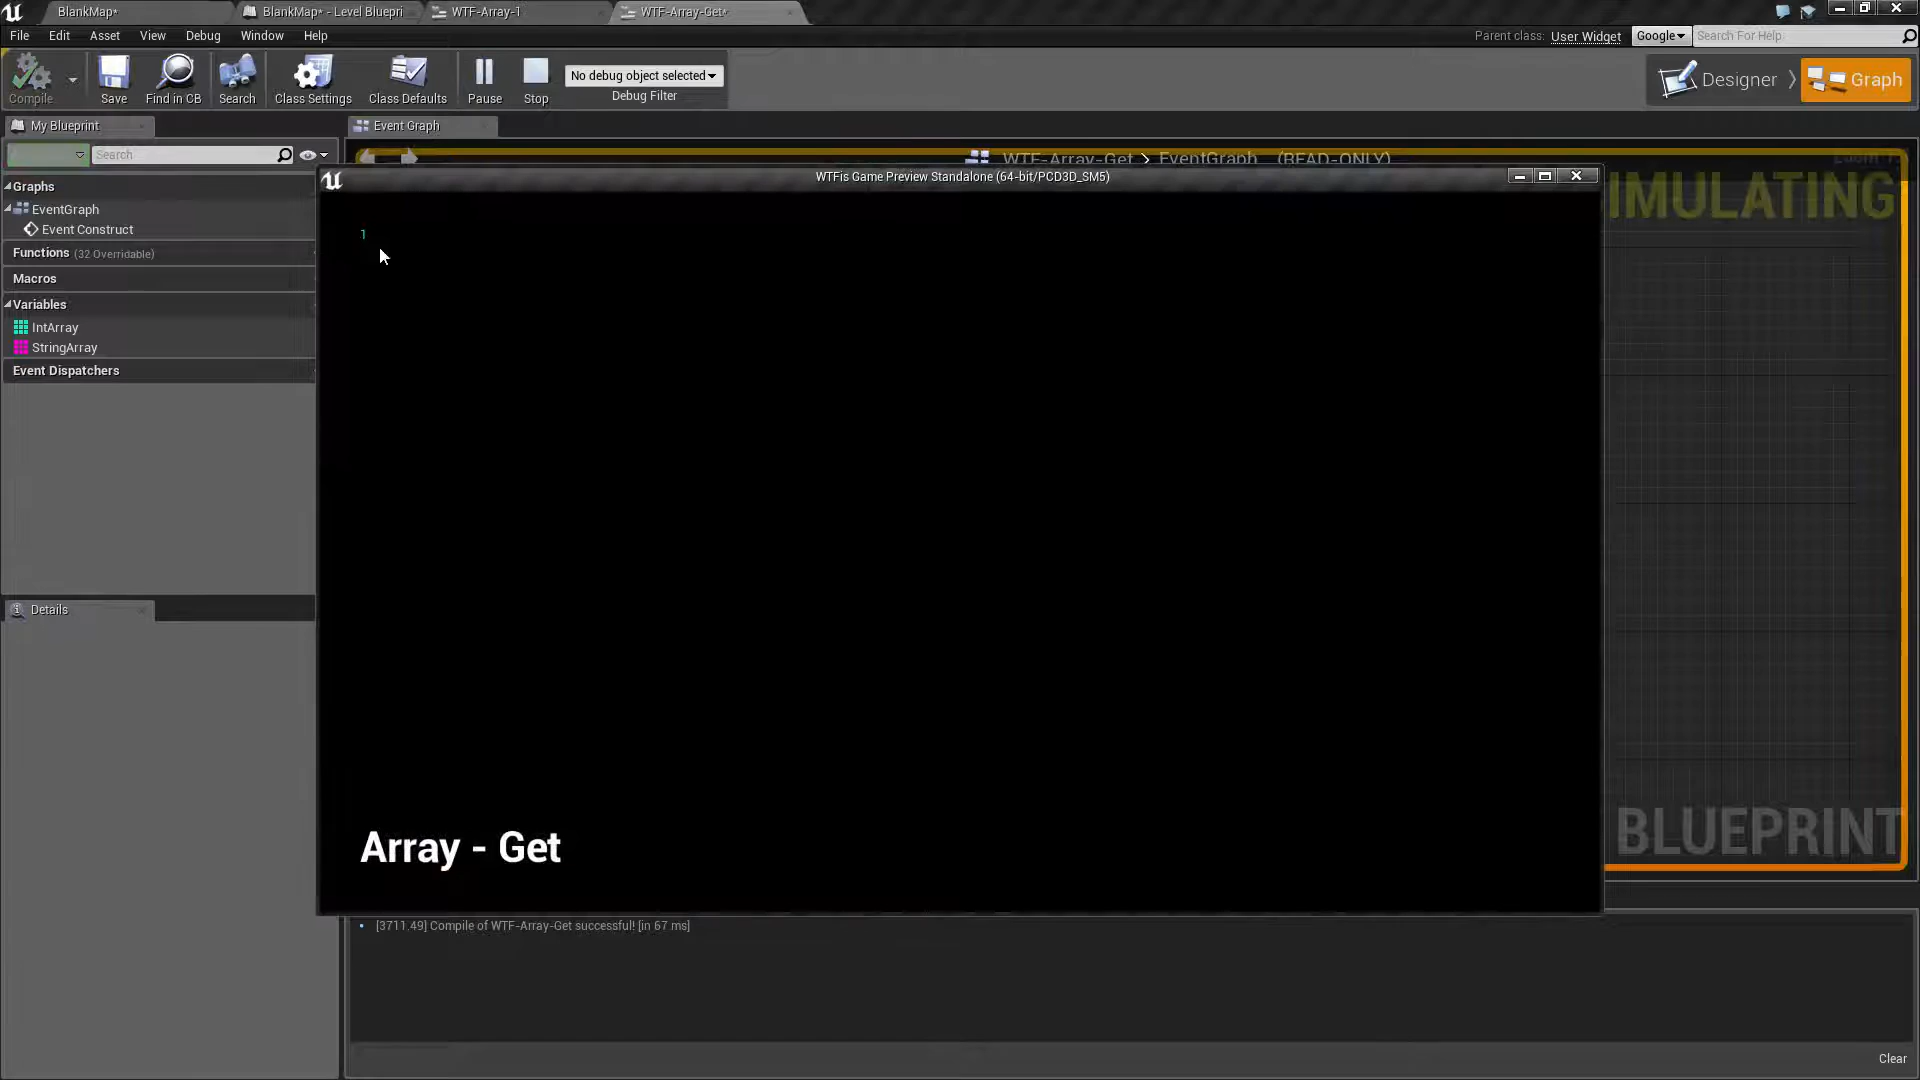 BlankMap*
BlankMap* - Level Bluepri
WTF-Array-1
WTF-Array-Get*
File Edit Asset View Debug Window Help
Parent class: User Widget Google Search For Help
Compile
Save
Find in CB
Search
Class Settings
Class Defaults
Pause
Stop
No debug object selected
Debug Filter
Designer
Graph
My Blueprint
Event Graph
Search
WTF-Array-Get > EventGraph (READ-ONLY)
WTFis Game Preview Standalone (64-bit/PCD3D_SM5)
IMULATING
Graphs
EventGraph
Event Construct
Functions (32 Overridable)
Macros
Variables
IntArray
StringArray
Event Dispatchers
1
Details
BLUEPRINT
Array - Get
[3711.49] Compile of WTF-Array-Get successful! [in 67 ms]
Clear